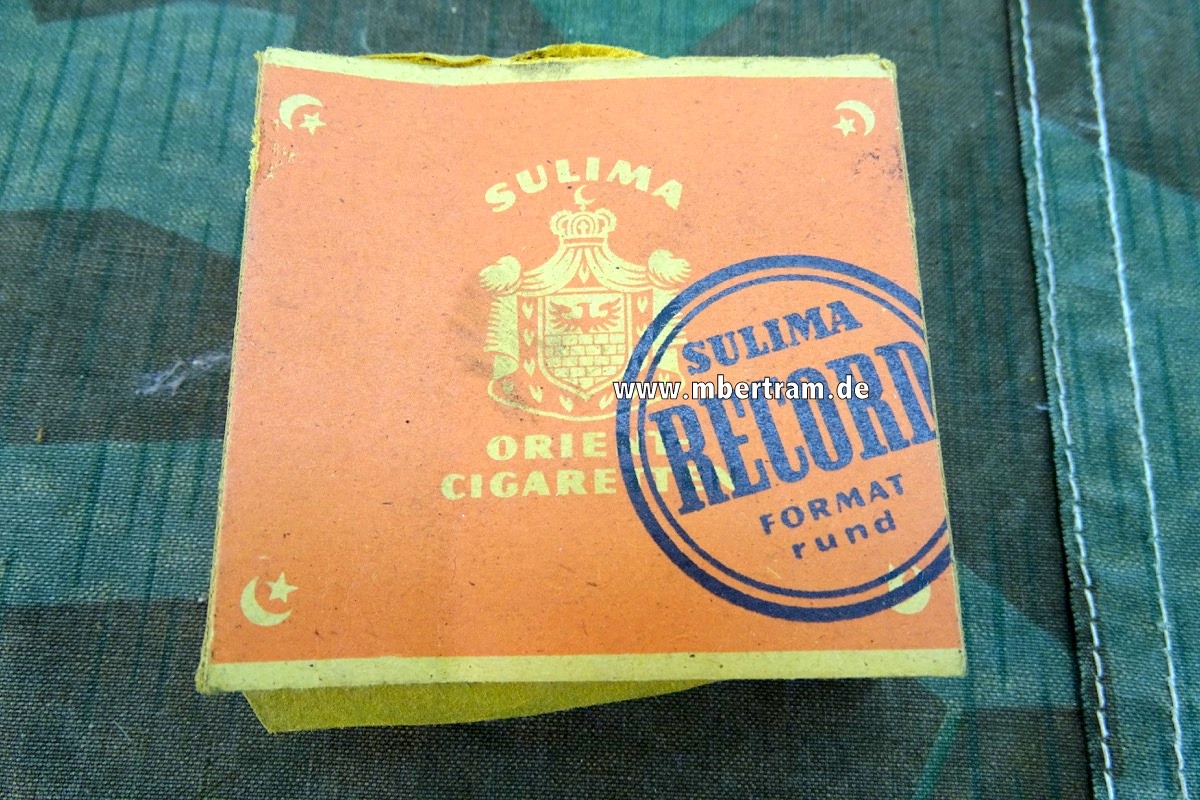 SULIMA
ORIENT-
CIGARETTEN
SULIMA
RECORD
FORMAT
rund
www.mbertram.de